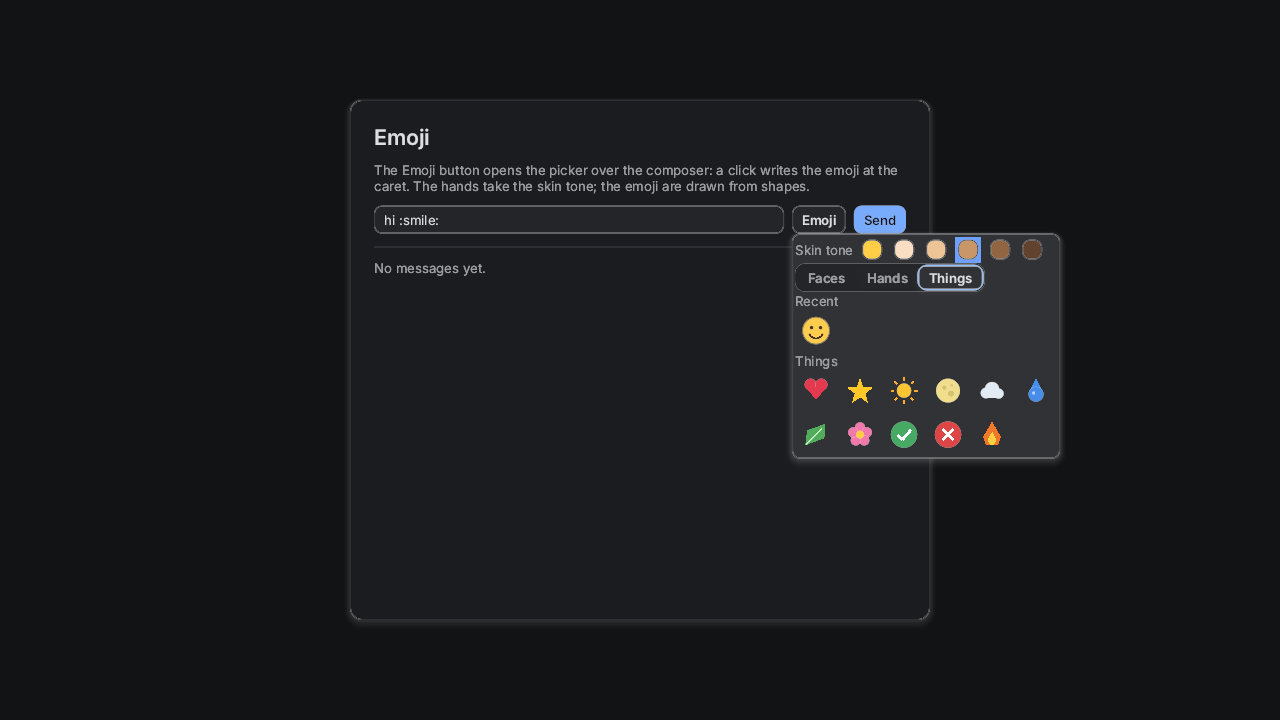 Emoji
The Emoji button opens the picker over the composer: a click writes the emoji at the
caret. The hands take the skin tone; the emoji are drawn from shapes.
hi :smile:
Emoji
Send
Skin tone
No messages yet.
Faces
Hands
Things
Recent
Things